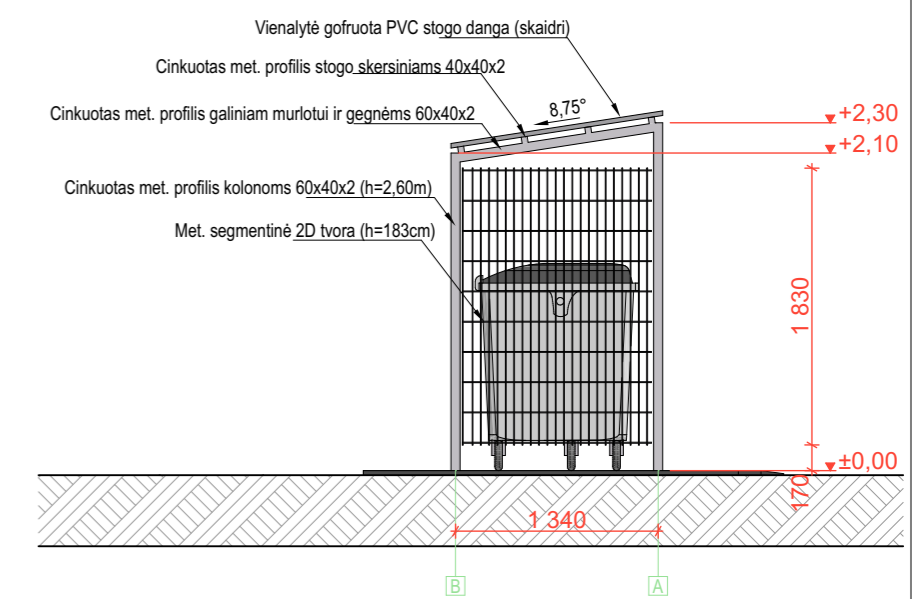 Vienalytė gofruota PVC stogo danga (skaidri)
Cinkuotas met. profilis stogo skersiniams 40x40x2
8,75°
+2,30
Cinkuotas met. profilis galiniam murlotui ir gegnėms 60x40x2
+2,10
Cinkuotas met. profilis kolonoms 60x40x2 (h=2,60m)
Met. segmentinė 2D tvora (h=183cm)
1 830
±0,00
170
1 340
B
A